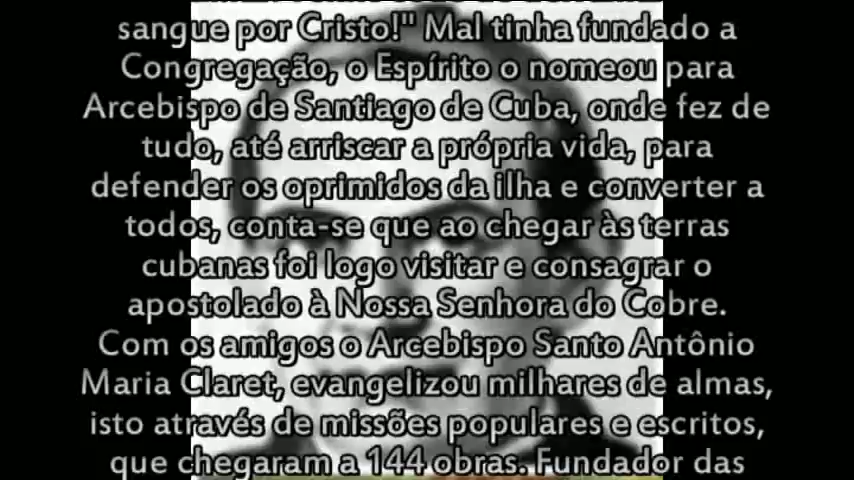 sangue por Cristo!" Mal tinha fundado a
Congregação, o Espírito o nomeou para
Arcebispo de Santiago de Cuba, onde fez de
tudo, até arriscar a própria vida, para
defender os oprimidos da ilha e converter a
todos, conta-se que ao chegar às terras
cubanas foi logo visitar e consagrar o
apostolado à Nossa Senhora do Cobre.
Com os amigos o Arcebispo Santo Antônio
Maria Claret, evangelizou milhares de almas,
isto através de missões populares e escritos,
que chegaram a 144 obras. Fundador das